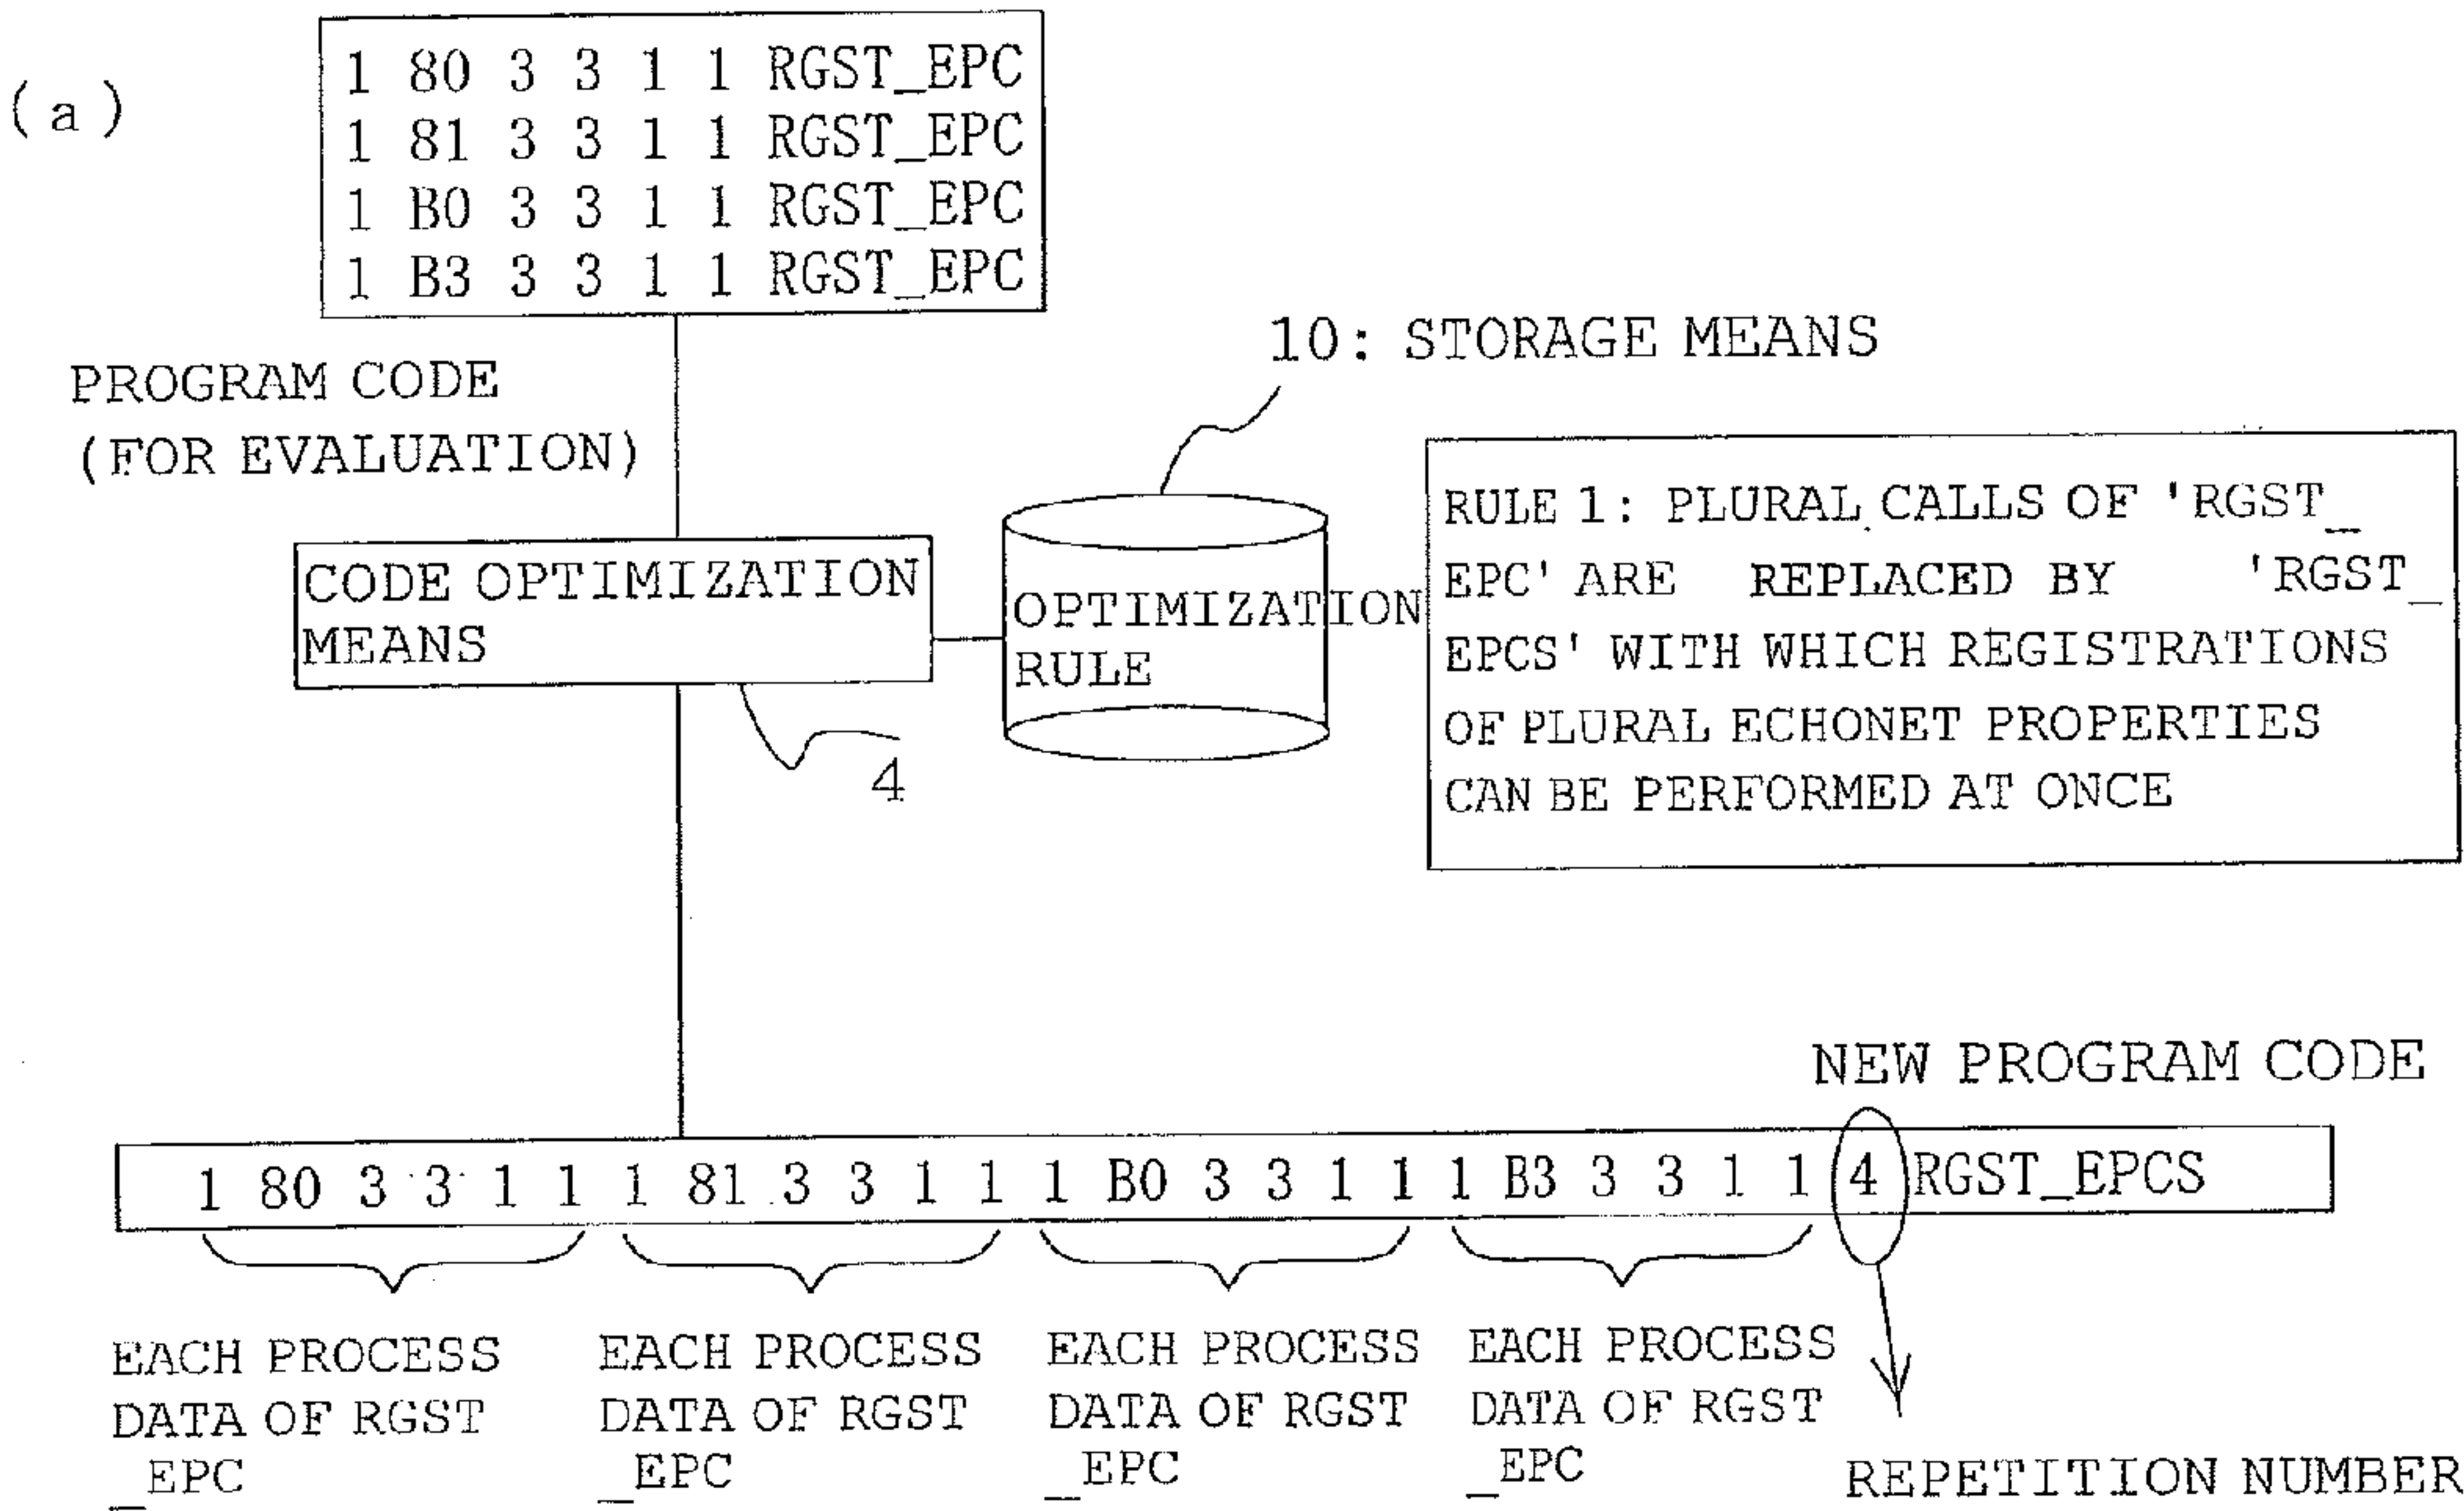 (a)
1 80 3 3 1 1 RGST_EPC
1 81 3 3 1 1 RGST_EPC
1 B0 3 3 1 1 RGST_EPC
1 B3 3 3 1 1 RGST_EPC
PROGRAM CODE
(FOR EVALUATION)
10: STORAGE MEANS
CODE OPTIMIZATION
MEANS
4
OPTIMIZATION
RULE
RULE 1: PLURAL CALLS OF 'RGST_
EPC' ARE REPLACED BY 'RGST_
EPCS' WITH WHICH REGISTRATIONS
OF PLURAL ECHONET PROPERTIES
CAN BE PERFORMED AT ONCE
NEW PROGRAM CODE
1 80 3 3 1 1 1 81 3 3 1 1 1 B0 3 3 1 1 1 B3 3 3 1 1 4 RGST_EPCS
EACH PROCESS
DATA OF RGST
_EPC
EACH PROCESS
DATA OF RGST
_EPC
EACH PROCESS
DATA OF RGST
_EPC
EACH PROCESS
DATA OF RGST
_EPC
REPETITION NUMBER